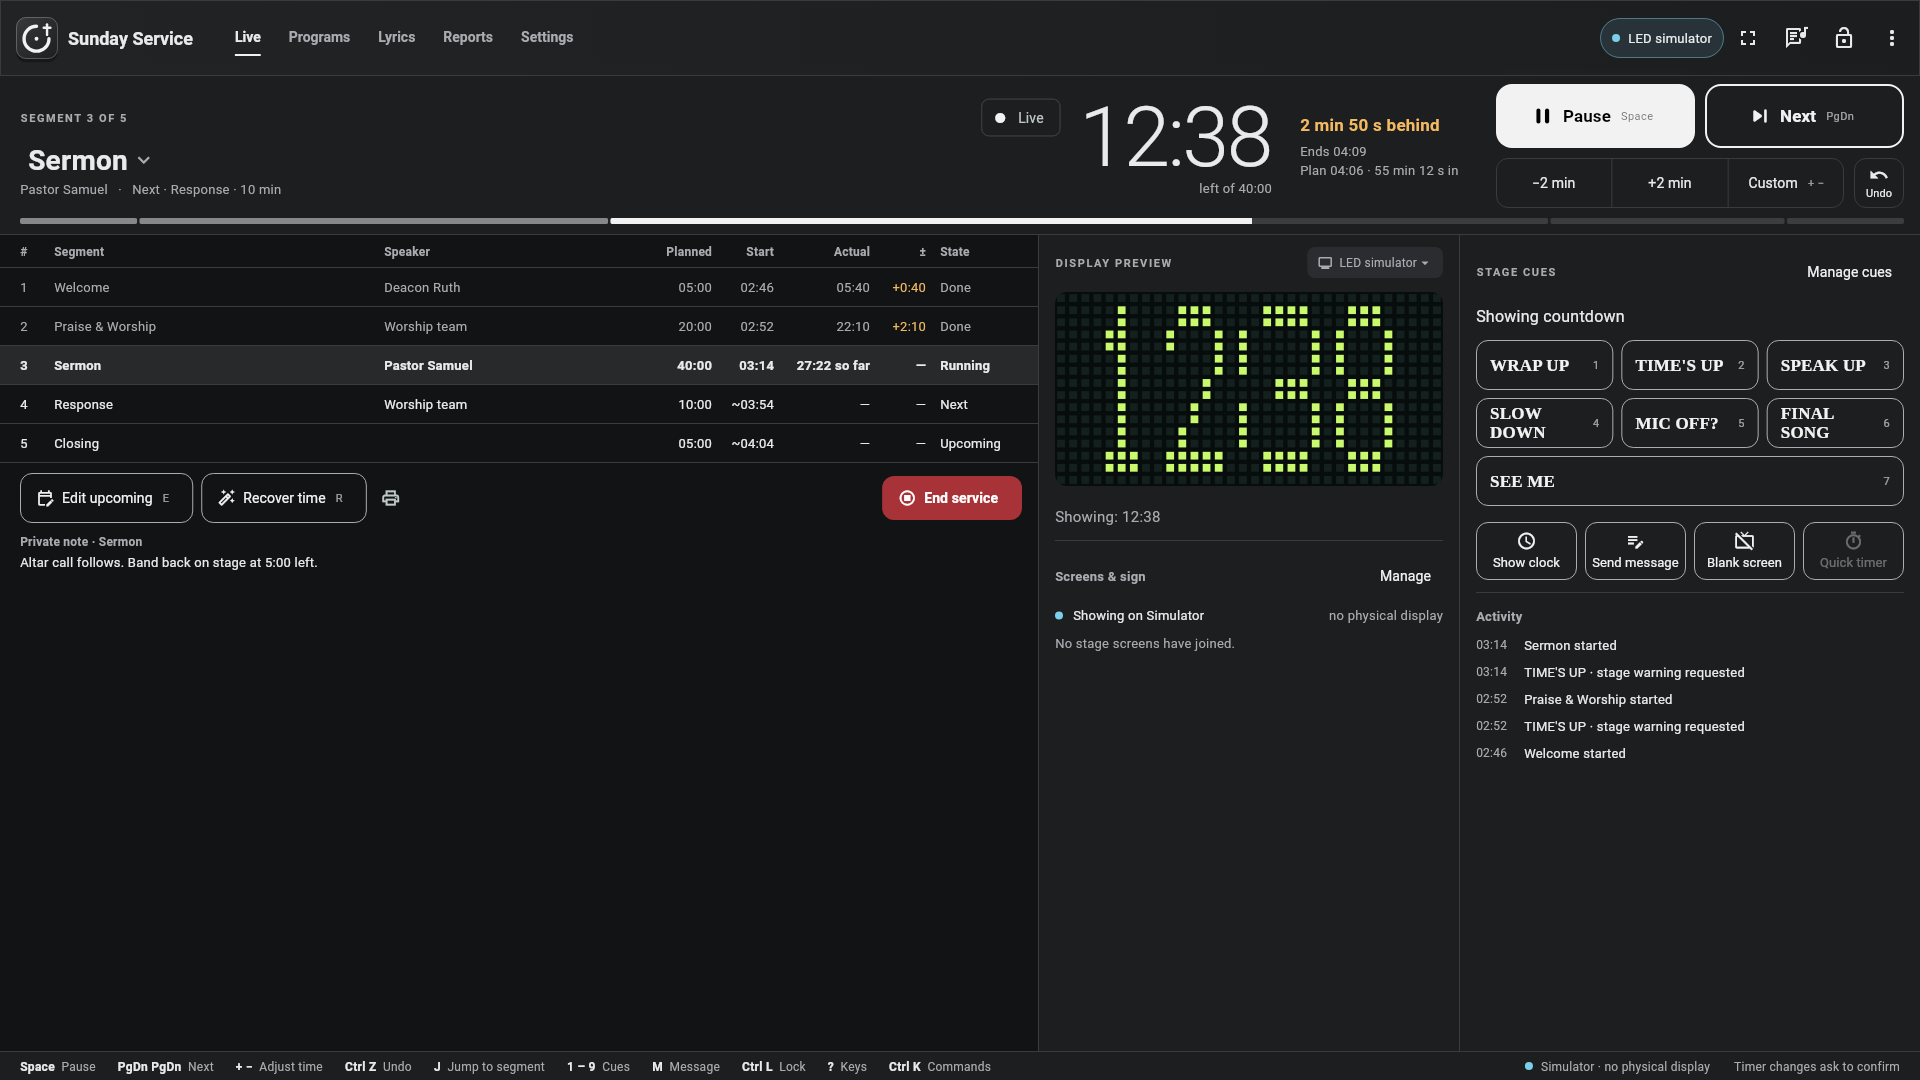 Sunday Service
Live Programs Lyrics Reports Settings
LED simulator
SEGMENT 3 OF 5
Sermon
Pastor Samuel · Next · Response · 10 min
Live
12:38
left of 40:00
2 min 50 s behind
Ends 04:09
Plan 04:06 · 55 min 12 s in
Pause Space
Next PgDn
−2 min +2 min Custom + −
Undo
# Segment Speaker Planned Start Actual ± State
1 Welcome Deacon Ruth 05:00 02:46 05:40 +0:40 Done
2 Praise & Worship Worship team 20:00 02:52 22:10 +2:10 Done
3 Sermon Pastor Samuel 40:00 03:14 27:22 so far — Running
4 Response Worship team 10:00 ~03:54 — — Next
5 Closing 05:00 ~04:04 — — Upcoming
Edit upcoming E
Recover time R
End service
Private note · Sermon
Altar call follows. Band back on stage at 5:00 left.
DISPLAY PREVIEW
LED simulator
12:38
Showing: 12:38
Screens & sign
Manage
Showing on Simulator
no physical display
No stage screens have joined.
STAGE CUES
Manage cues
Showing countdown
WRAP UP 1
TIME'S UP 2
SPEAK UP 3
SLOW DOWN 4
MIC OFF? 5
FINAL SONG 6
SEE ME 7
Show clock
Send message
Blank screen
Quick timer
Activity
03:14 Sermon started
03:14 TIME'S UP · stage warning requested
02:52 Praise & Worship started
02:52 TIME'S UP · stage warning requested
02:46 Welcome started
Space Pause PgDn PgDn Next + − Adjust time Ctrl Z Undo J Jump to segment 1 – 9 Cues M Message Ctrl L Lock ? Keys Ctrl K Commands
Simulator · no physical display
Timer changes ask to confirm